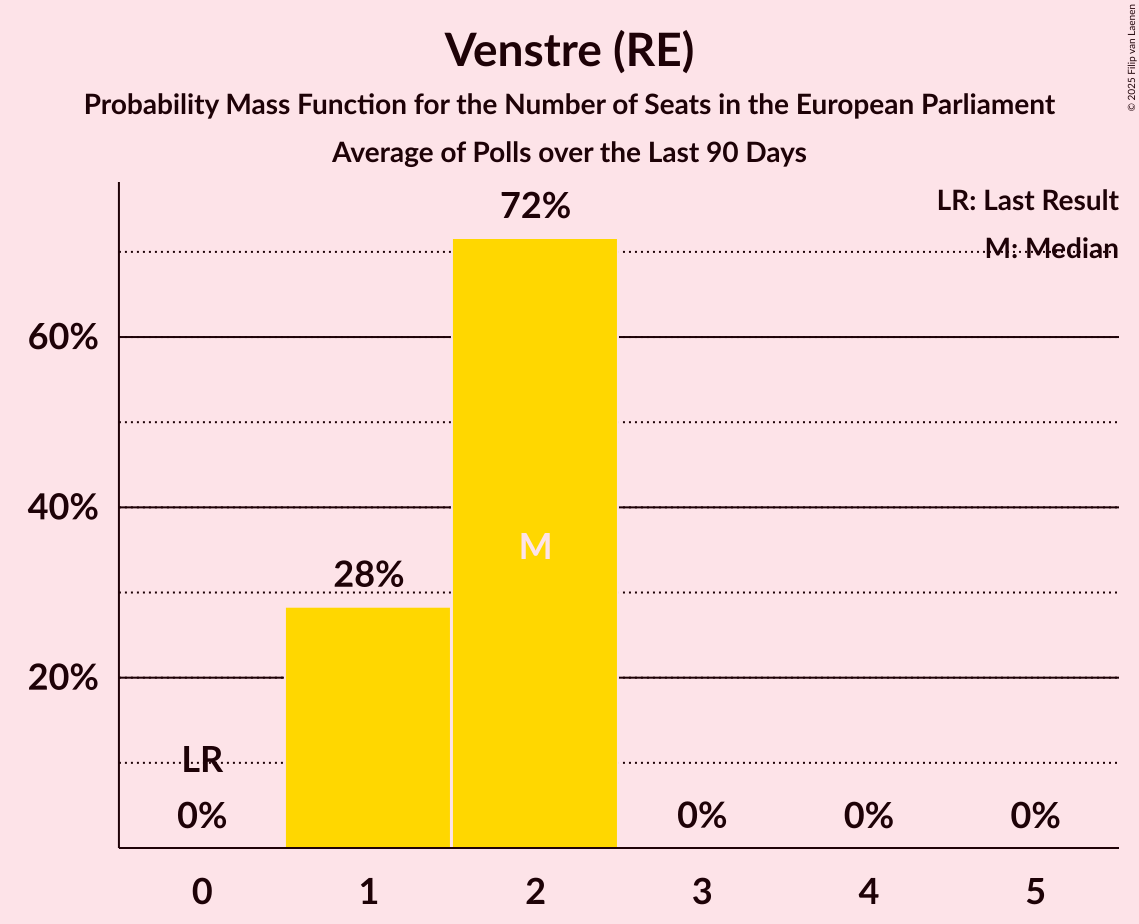 Venstre (RE)
Probability Mass Function for the Number of Seats in the European Parliament
Average of Polls over the Last 90 Days
© 2025 Filip van Laenen
LR: Last Result
M: Median
72%
60%
40%
M
28%
20%
LR
0%
0%
0%
0%
0 1 2 3 4 5